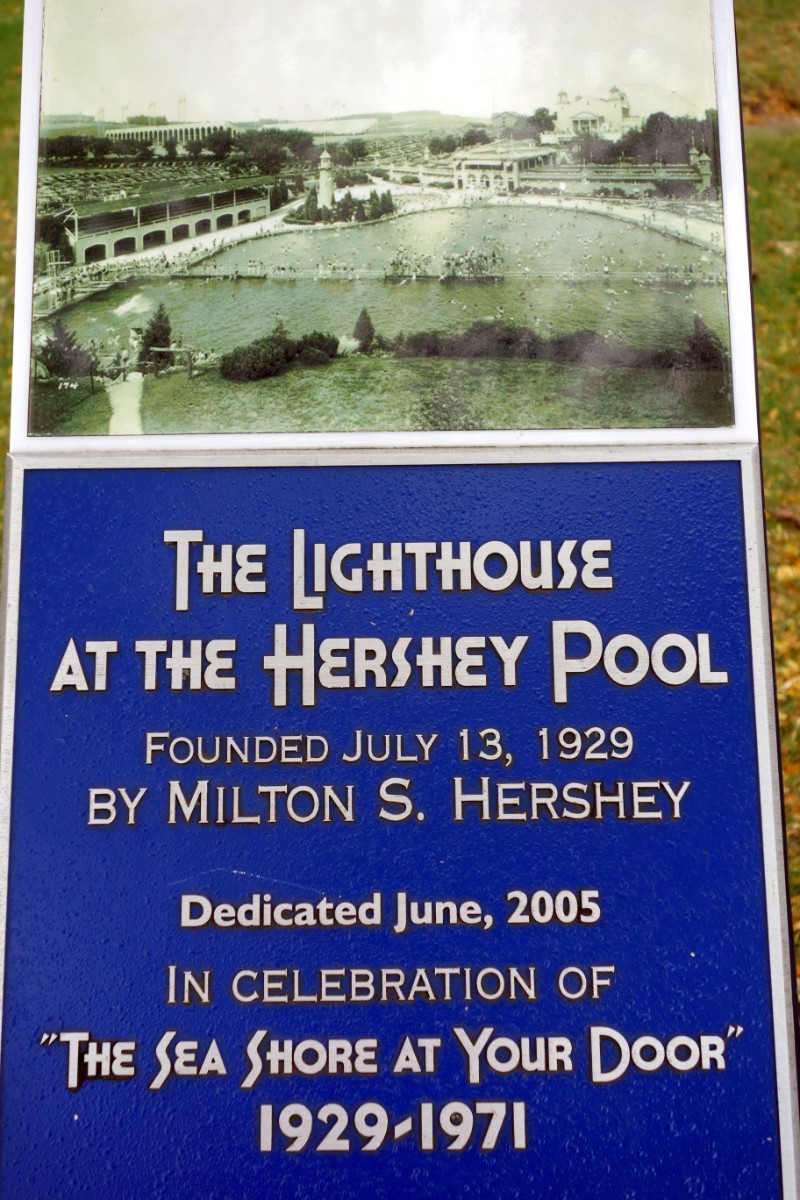 174
The Lighthouse
at the Hershey Pool
Founded July 13, 1929
by Milton S. Hershey
Dedicated June, 2005
In celebration of
"The Sea Shore at Your Door"
1929-1971